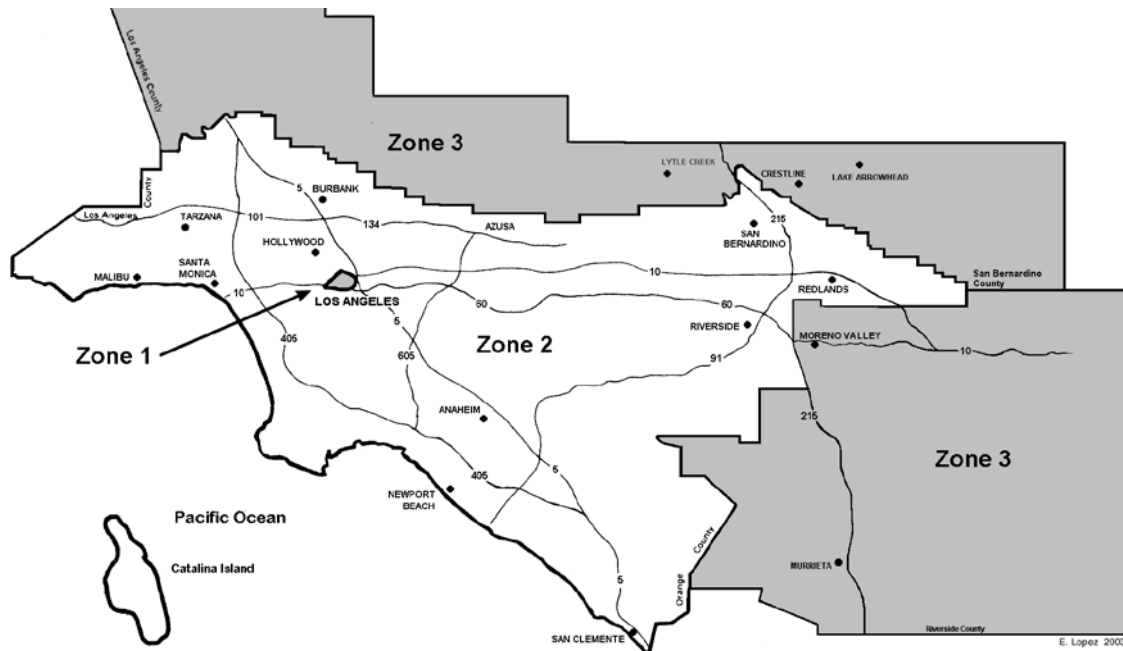 Los Angeles County
Zone 3
LYTLE CREEK
CRESTLINE
LAKE ARROWHEAD
County
Los Angeles
BURBANK
5
TARZANA
101
134
AZUSA
215
SAN
BERNARDINO
HOLLYWOOD
SANTA
MONICA
MALIBU
10
LOS ANGELES
10
60
60
REDLANDS
San Bernardino
County
Zone 1
405
5
605
Zone 2
RIVERSIDE
91
MORENO VALLEY
10
ANAHEIM
215
Zone 3
405
5
NEWPORT
BEACH
Pacific Ocean
Catalina Island
County
Orange
5
MURRIETA
SAN CLEMENTE
Riverside County
E. Lopez 2003